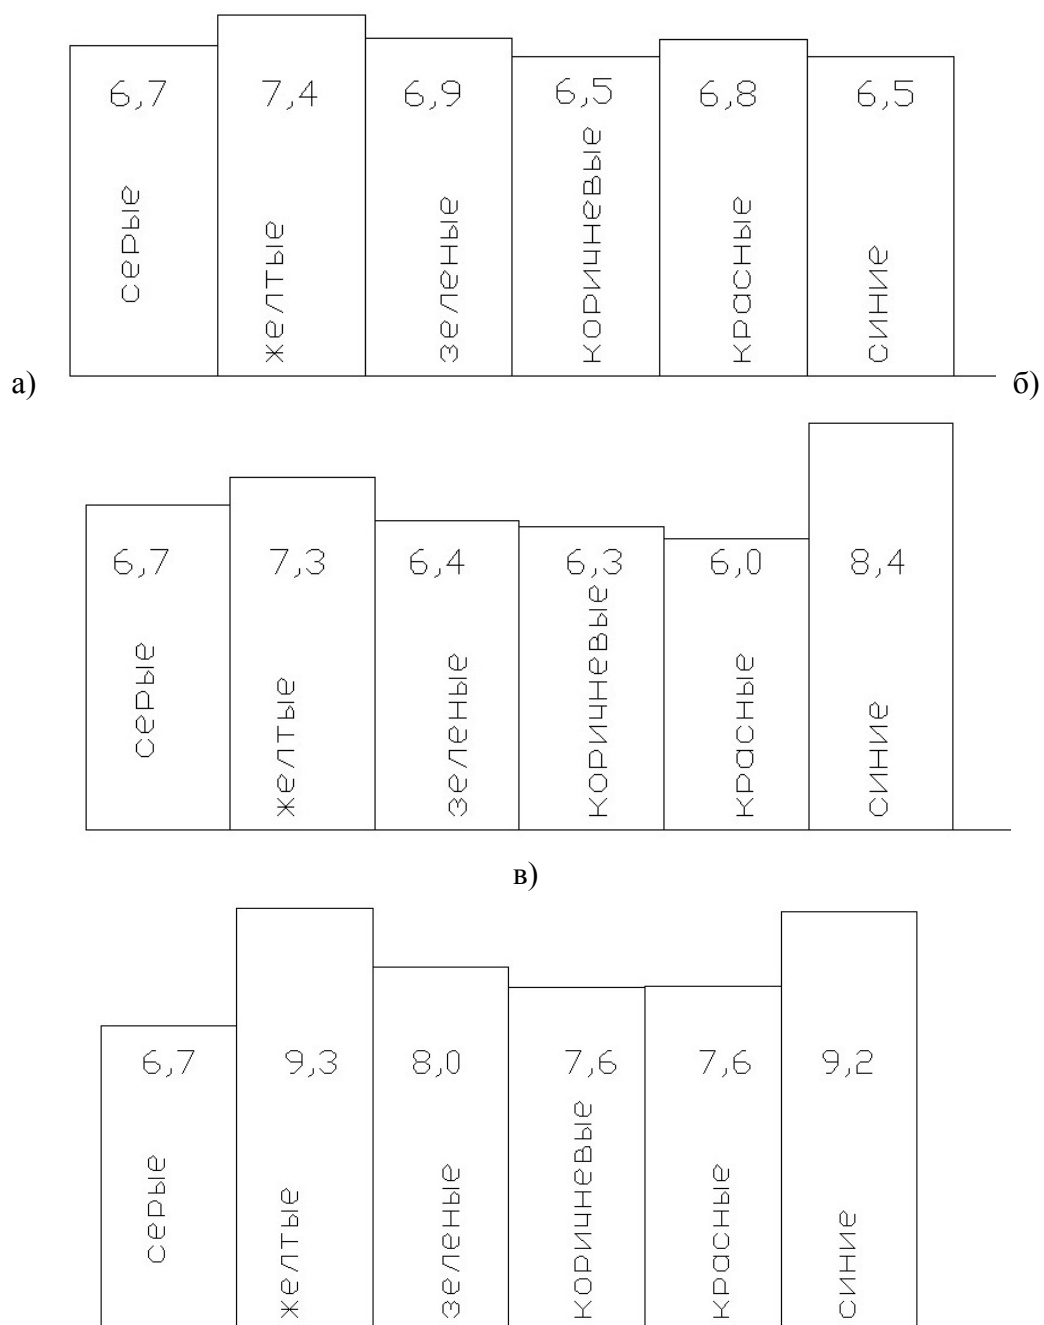 6,7 7,4 6,9 6,5 6,8 6,5
серые желтые зеленые коричневые красные синие
а) б)
6,7 7,3 6,4 6,3 6,0 8,4
серые желтые зеленые коричневые красные синие
в)
6,7 9,3 8,0 7,6 7,6 9,2
серые желтые зеленые коричневые красные синие